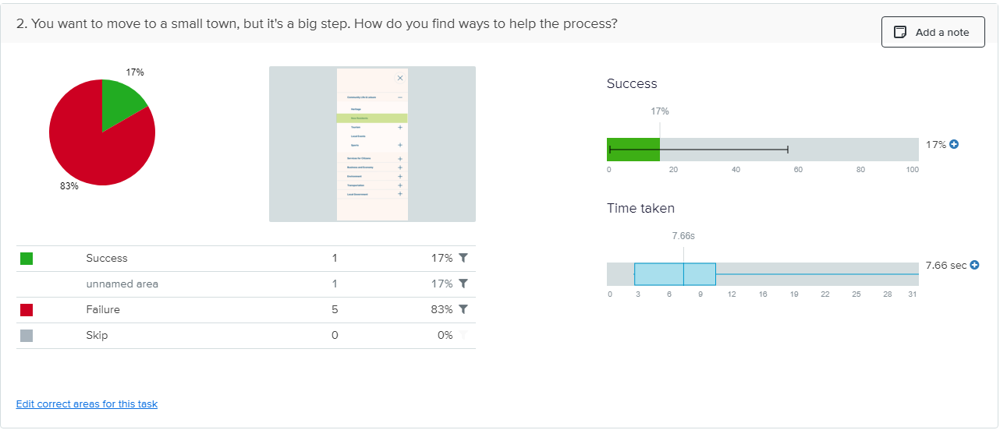 2. You want to move to a small town, but it's a big step. How do you find ways to help the process?
Add a note
17%
83%
Community Life & Leisure
Heritage
New Residents
Tourism
Local Events
Sports
Services for Citizens
Business and Economy
Environment
Transportation
Local Government
Success 1 17%
unnamed area 1 17%
Failure 5 83%
Skip 0 0%
Edit correct areas for this task
Success
17%
17%
0 20 40 60 80 100
Time taken
7.66s
7.66 sec
0 3 6 9 12 16 19 22 25 28 31